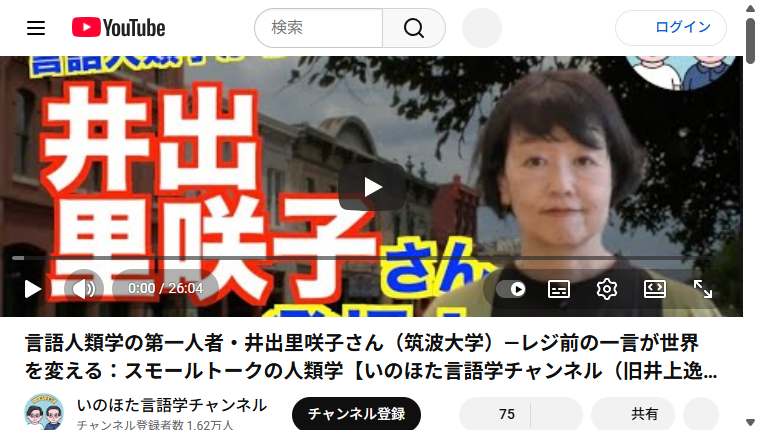 YouTube
検索
ログイン
井出
里咲子さん
0:00 / 26:04
言語人類学の第一人者・井出里咲子さん（筑波大学）—レジ前の一言が世界
を変える：スモールトークの人類学【いのほた言語学チャンネル（旧井上逸...
いのほた言語学チャンネル
チャンネル登録者数 1.62万人
チャンネル登録
75
共有